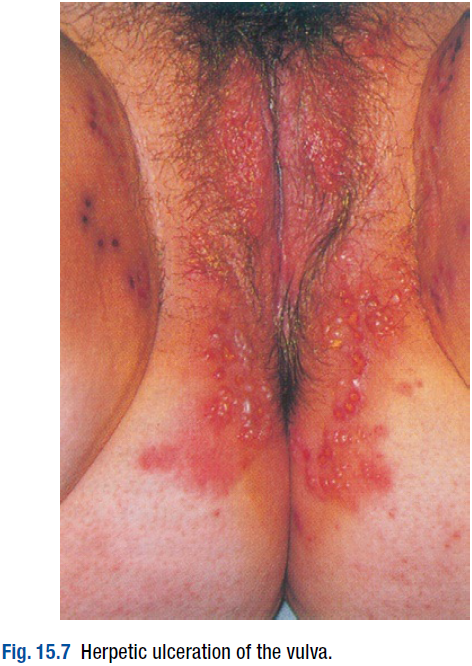 Fig. 15.7 Herpetic ulceration of the vulva.